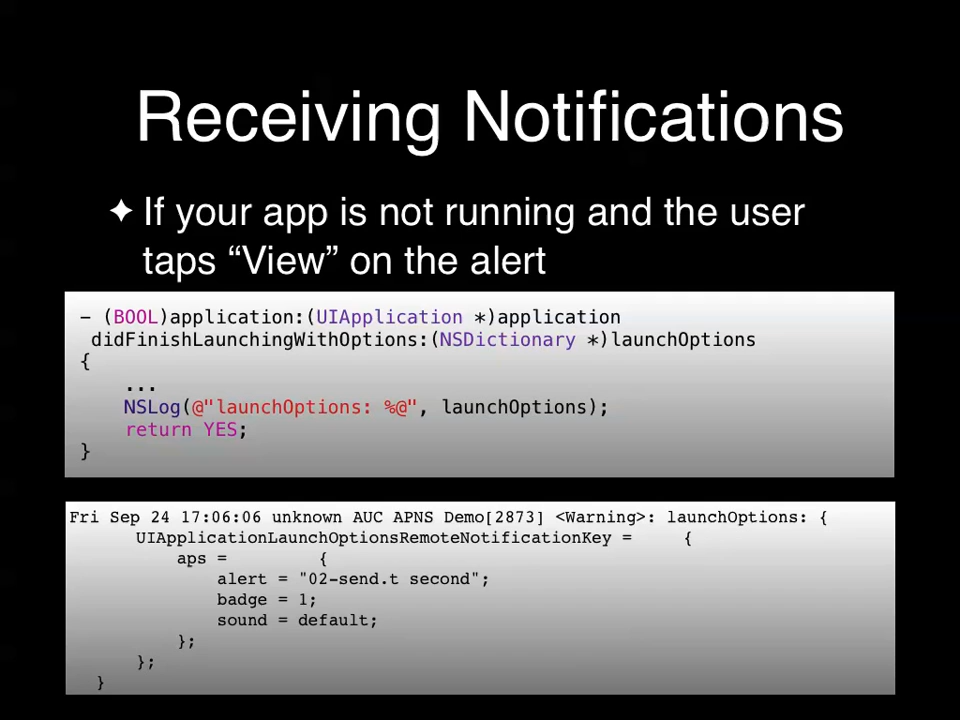 Receiving Notifications
✦ If your app is not running and the user
taps “View” on the alert
- (BOOL)application:(UIApplication *)application
didFinishLaunchingWithOptions:(NSDictionary *)launchOptions
{
...
NSLog(@"launchOptions: %@", launchOptions);
return YES;
}
Fri Sep 24 17:06:06 unknown AUC APNS Demo[2873] <Warning>: launchOptions: {
UIApplicationLaunchOptionsRemoteNotificationKey = {
aps = {
alert = "02-send.t second";
badge = 1;
sound = default;
};
};
}